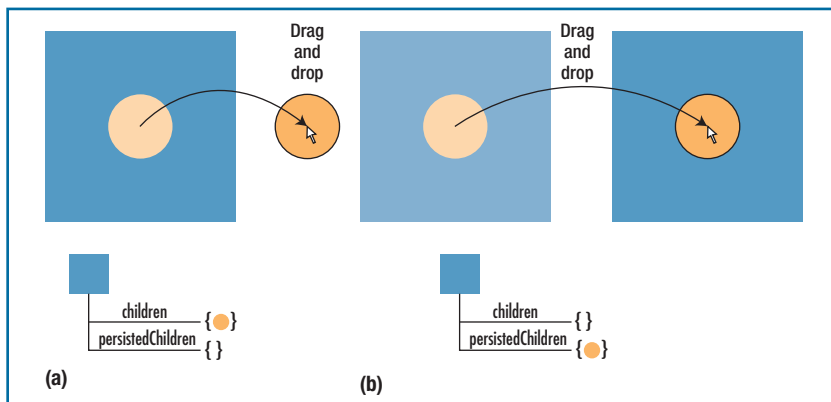 Drag
and
drop
Drag
and
drop
children
{ }
persistedChildren
{ }
(a)
children
{ }
persistedChildren
{ }
(b)